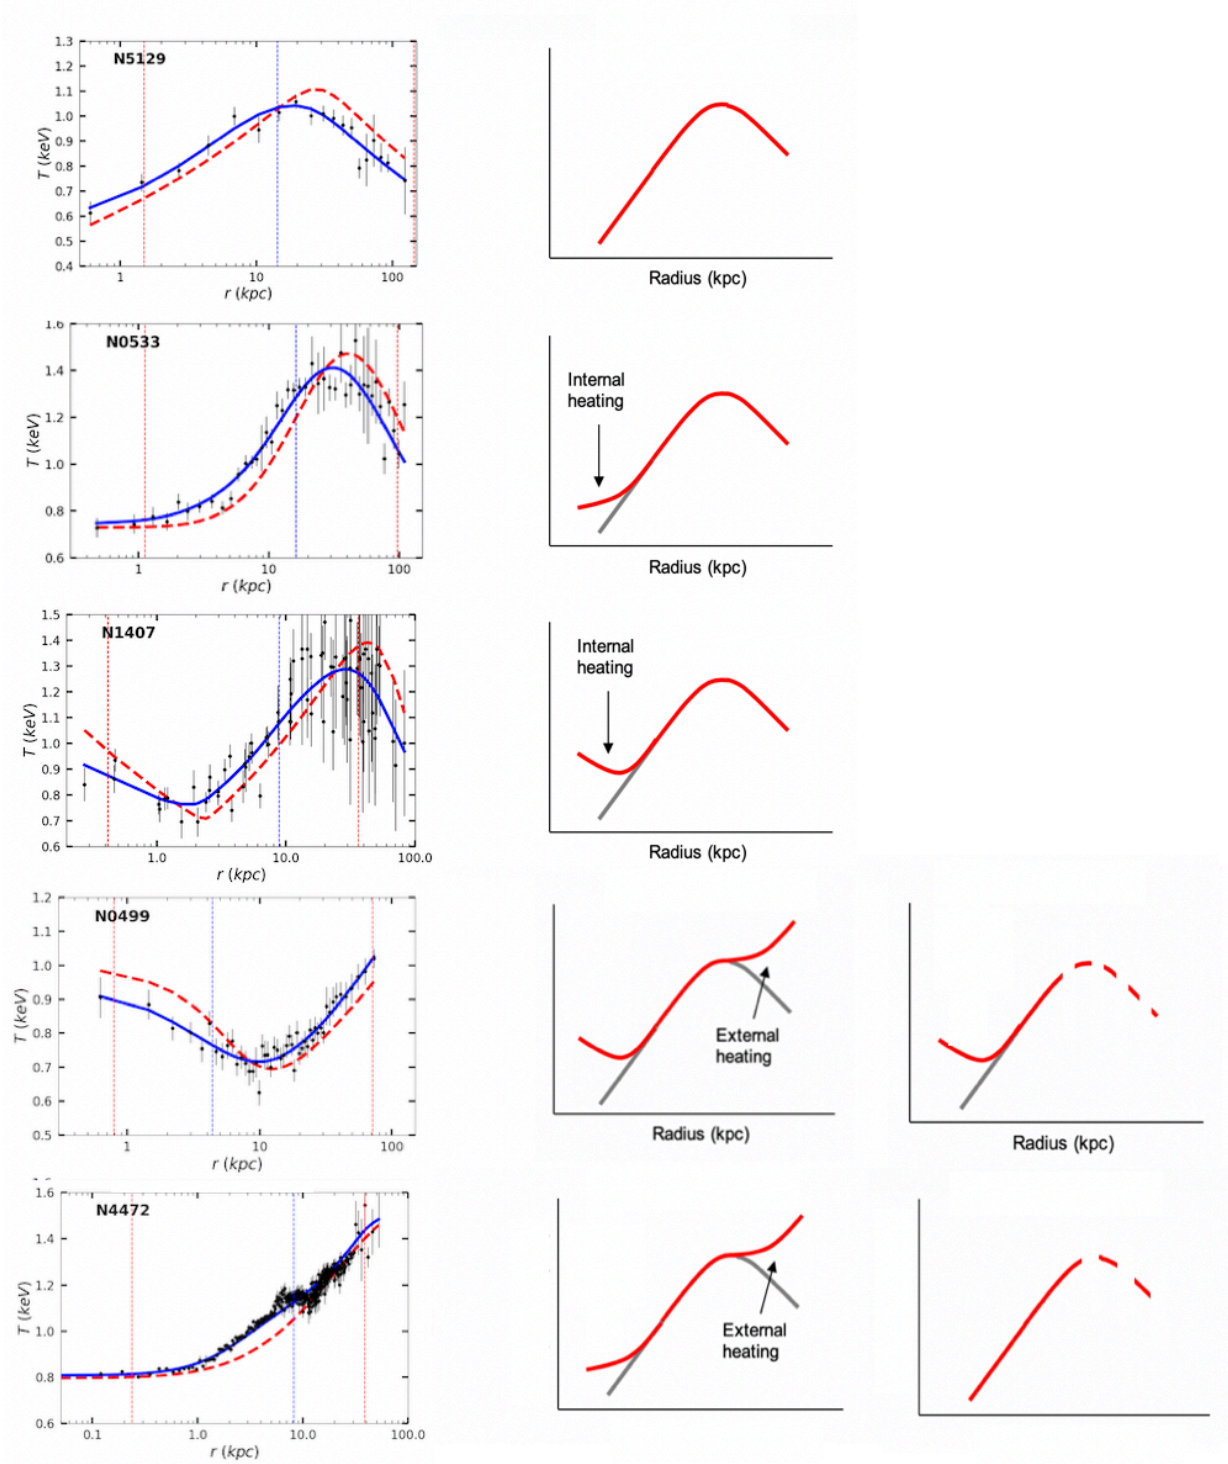 N5129
1.3
1.2
1.1
1.0
0.9
0.8
0.7
0.6
0.5
0.4
T (keV)
1
10
100
r (kpc)
Radius (kpc)
N0533
1.6
1.4
1.2
1.0
0.8
0.6
T (keV)
1
10
100
r (kpc)
Internal
heating
Radius (kpc)
N1407
1.5
1.4
1.3
1.2
1.1
1.0
0.9
0.8
0.7
0.6
T (keV)
1.0
10.0
100.0
r (kpc)
Internal
heating
Radius (kpc)
N0499
1.2
1.1
1.0
0.9
0.8
0.7
0.6
0.5
T (keV)
1
10
100
r (kpc)
External
heating
Radius (kpc)
Radius (kpc)
N4472
1.6
1.4
1.2
1.0
0.8
0.6
T (keV)
0.1
1.0
10.0
100.0
r (kpc)
External
heating